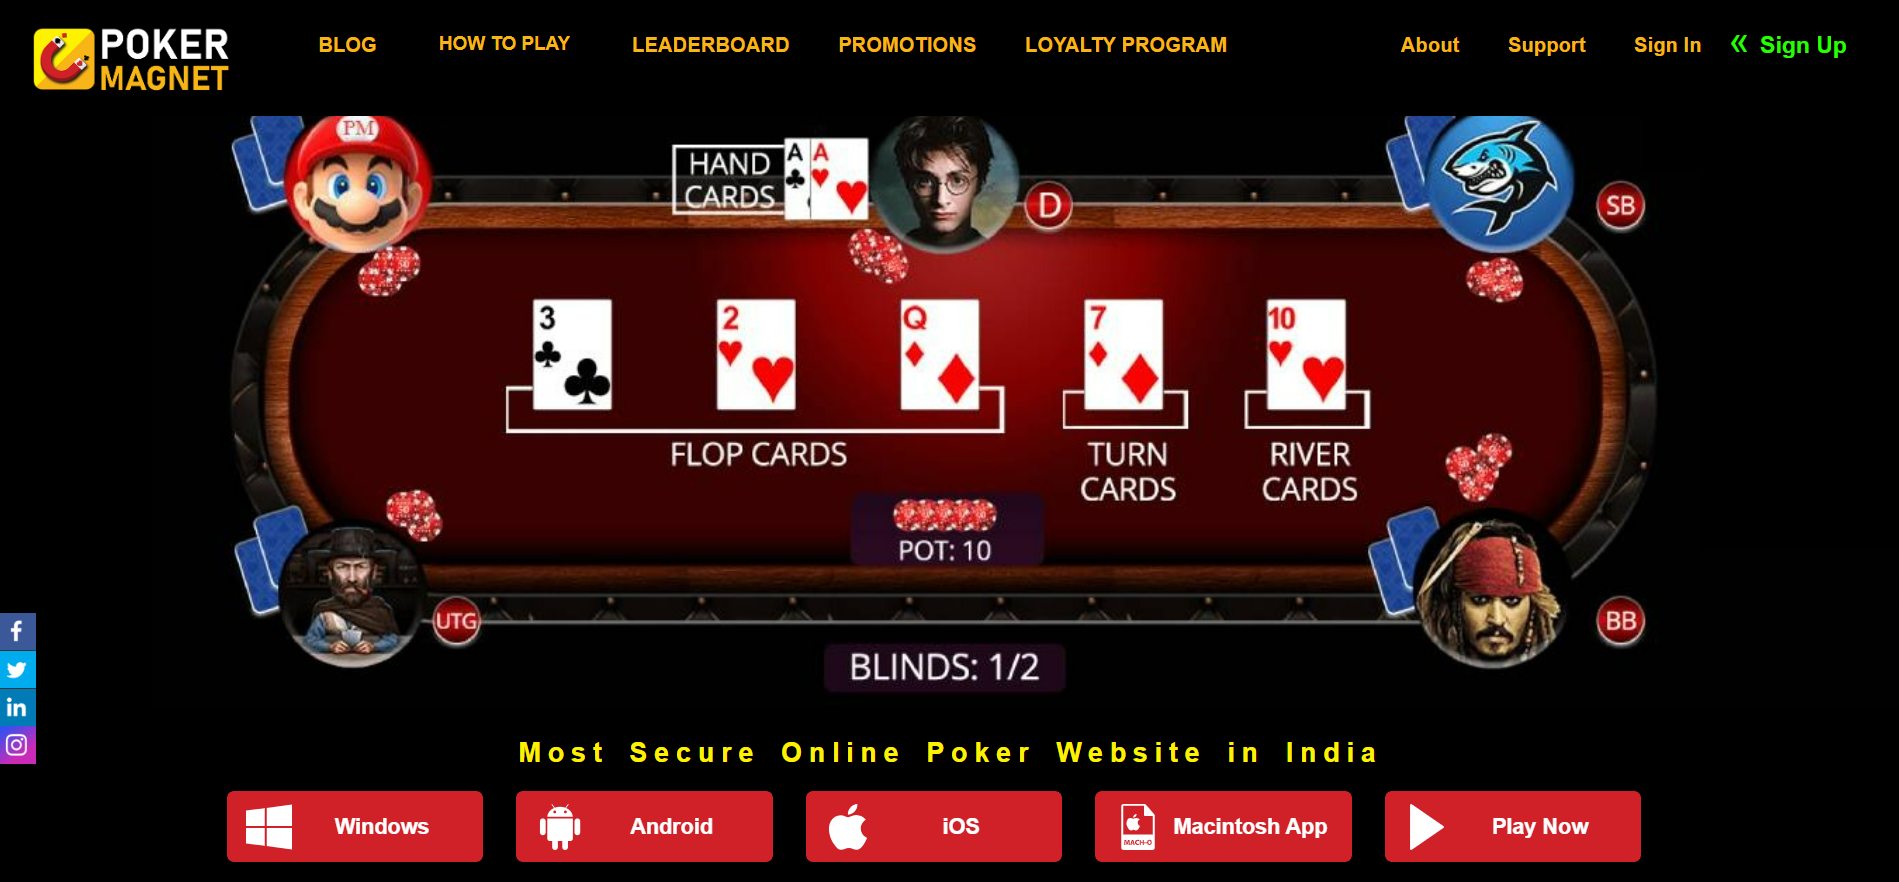 POKER
MAGNET
BLOG
HOW TO PLAY
LEADERBOARD
PROMOTIONS
LOYALTY PROGRAM
About
Support
Sign In
« Sign Up
PM
HAND
CARDS
A
A
D
SB
3
2
Q
7
10
FLOP CARDS
TURN
CARDS
RIVER
CARDS
POT: 10
UTG
BB
BLINDS: 1/2
Most Secure Online Poker Website in India
Windows
Android
iOS
MACH-O
Macintosh App
Play Now